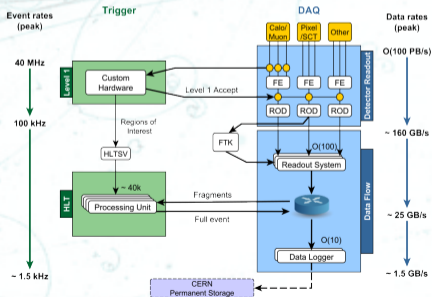 Event rates
(peak)
Trigger
DAQ
Data rates
(peak)
Calo/
Muon
Pixel
/SCT
Other
40 MHz
O(100 PB/s)
Level 1
Custom
Hardware
FE
FE
FE
Level 1 Accept
Detector Readout
ROD
ROD
ROD
100 kHz
Regions of
Interest
FTK
~ 160 GB/s
O(100)
HLTSV
Readout System
~ 40k
HLT
Processing Unit
Fragments
Full event
Data Flow
~ 25 GB/s
O(10)
Data Logger
~ 1.5 kHz
~ 1.5 GB/s
CERN
Permanent Storage